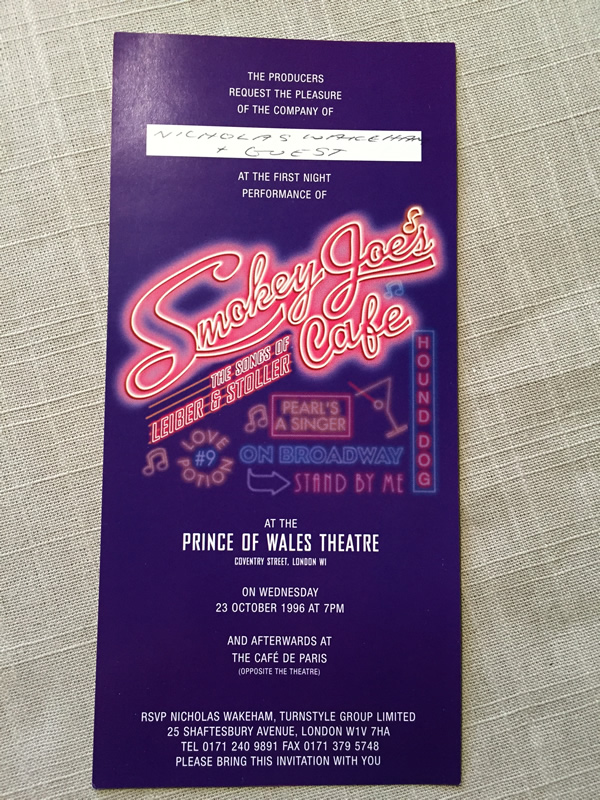 THE PRODUCERS
REQUEST THE PLEASURE
OF THE COMPANY OF
NICHOLAS WAKEHAM
+ GUEST
AT THE FIRST NIGHT
PERFORMANCE OF
Smokey Joe's
Cafe
THE SONGS OF
LEIBER & STOLLER
HOUND DOG
PEARL'S
A SINGER
LOVE
#9
POTION
ON BROADWAY
STAND BY ME
AT THE
PRINCE OF WALES THEATRE
COVENTRY STREET, LONDON W1
ON WEDNESDAY
23 OCTOBER 1996 AT 7PM
AND AFTERWARDS AT
THE CAFÉ DE PARIS
(OPPOSITE THE THEATRE)
RSVP NICHOLAS WAKEHAM, TURNSTYLE GROUP LIMITED
25 SHAFTESBURY AVENUE, LONDON W1V 7HA
TEL 0171 240 9891 FAX 0171 379 5748
PLEASE BRING THIS INVITATION WITH YOU